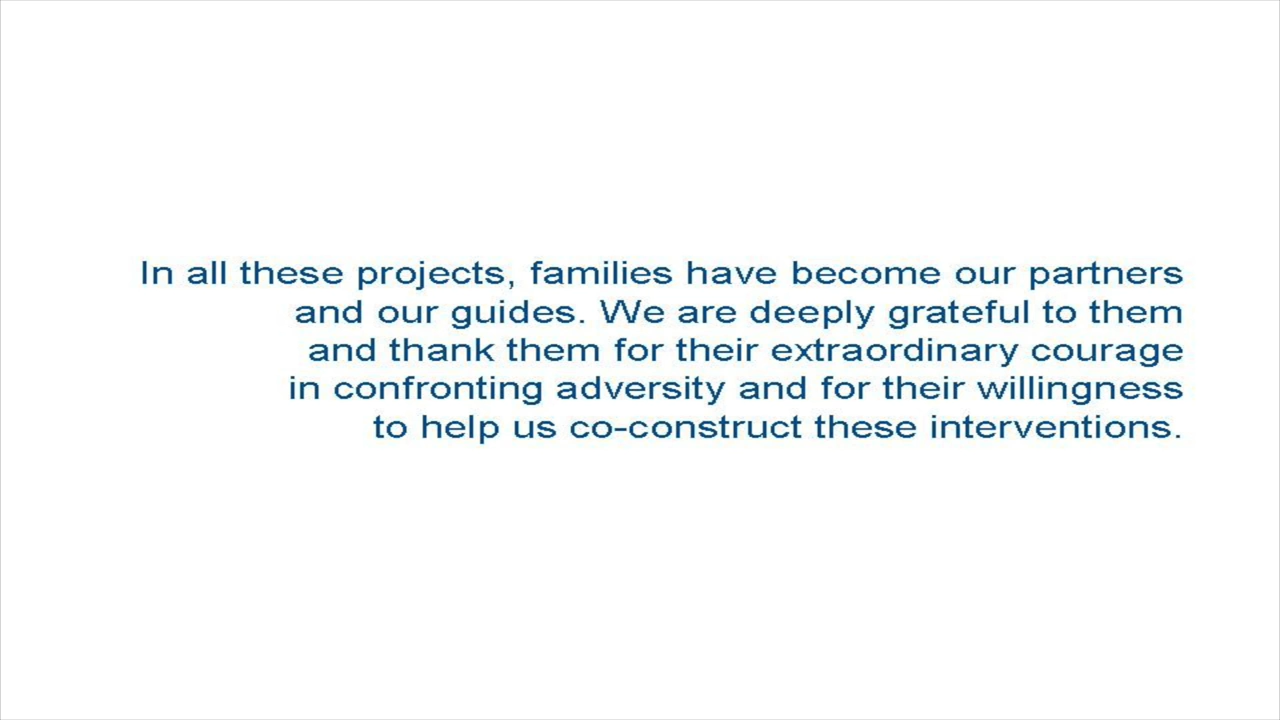 In all these projects, families have become our partners
and our guides. We are deeply grateful to them
and thank them for their extraordinary courage
in confronting adversity and for their willingness
to help us co-construct these interventions.